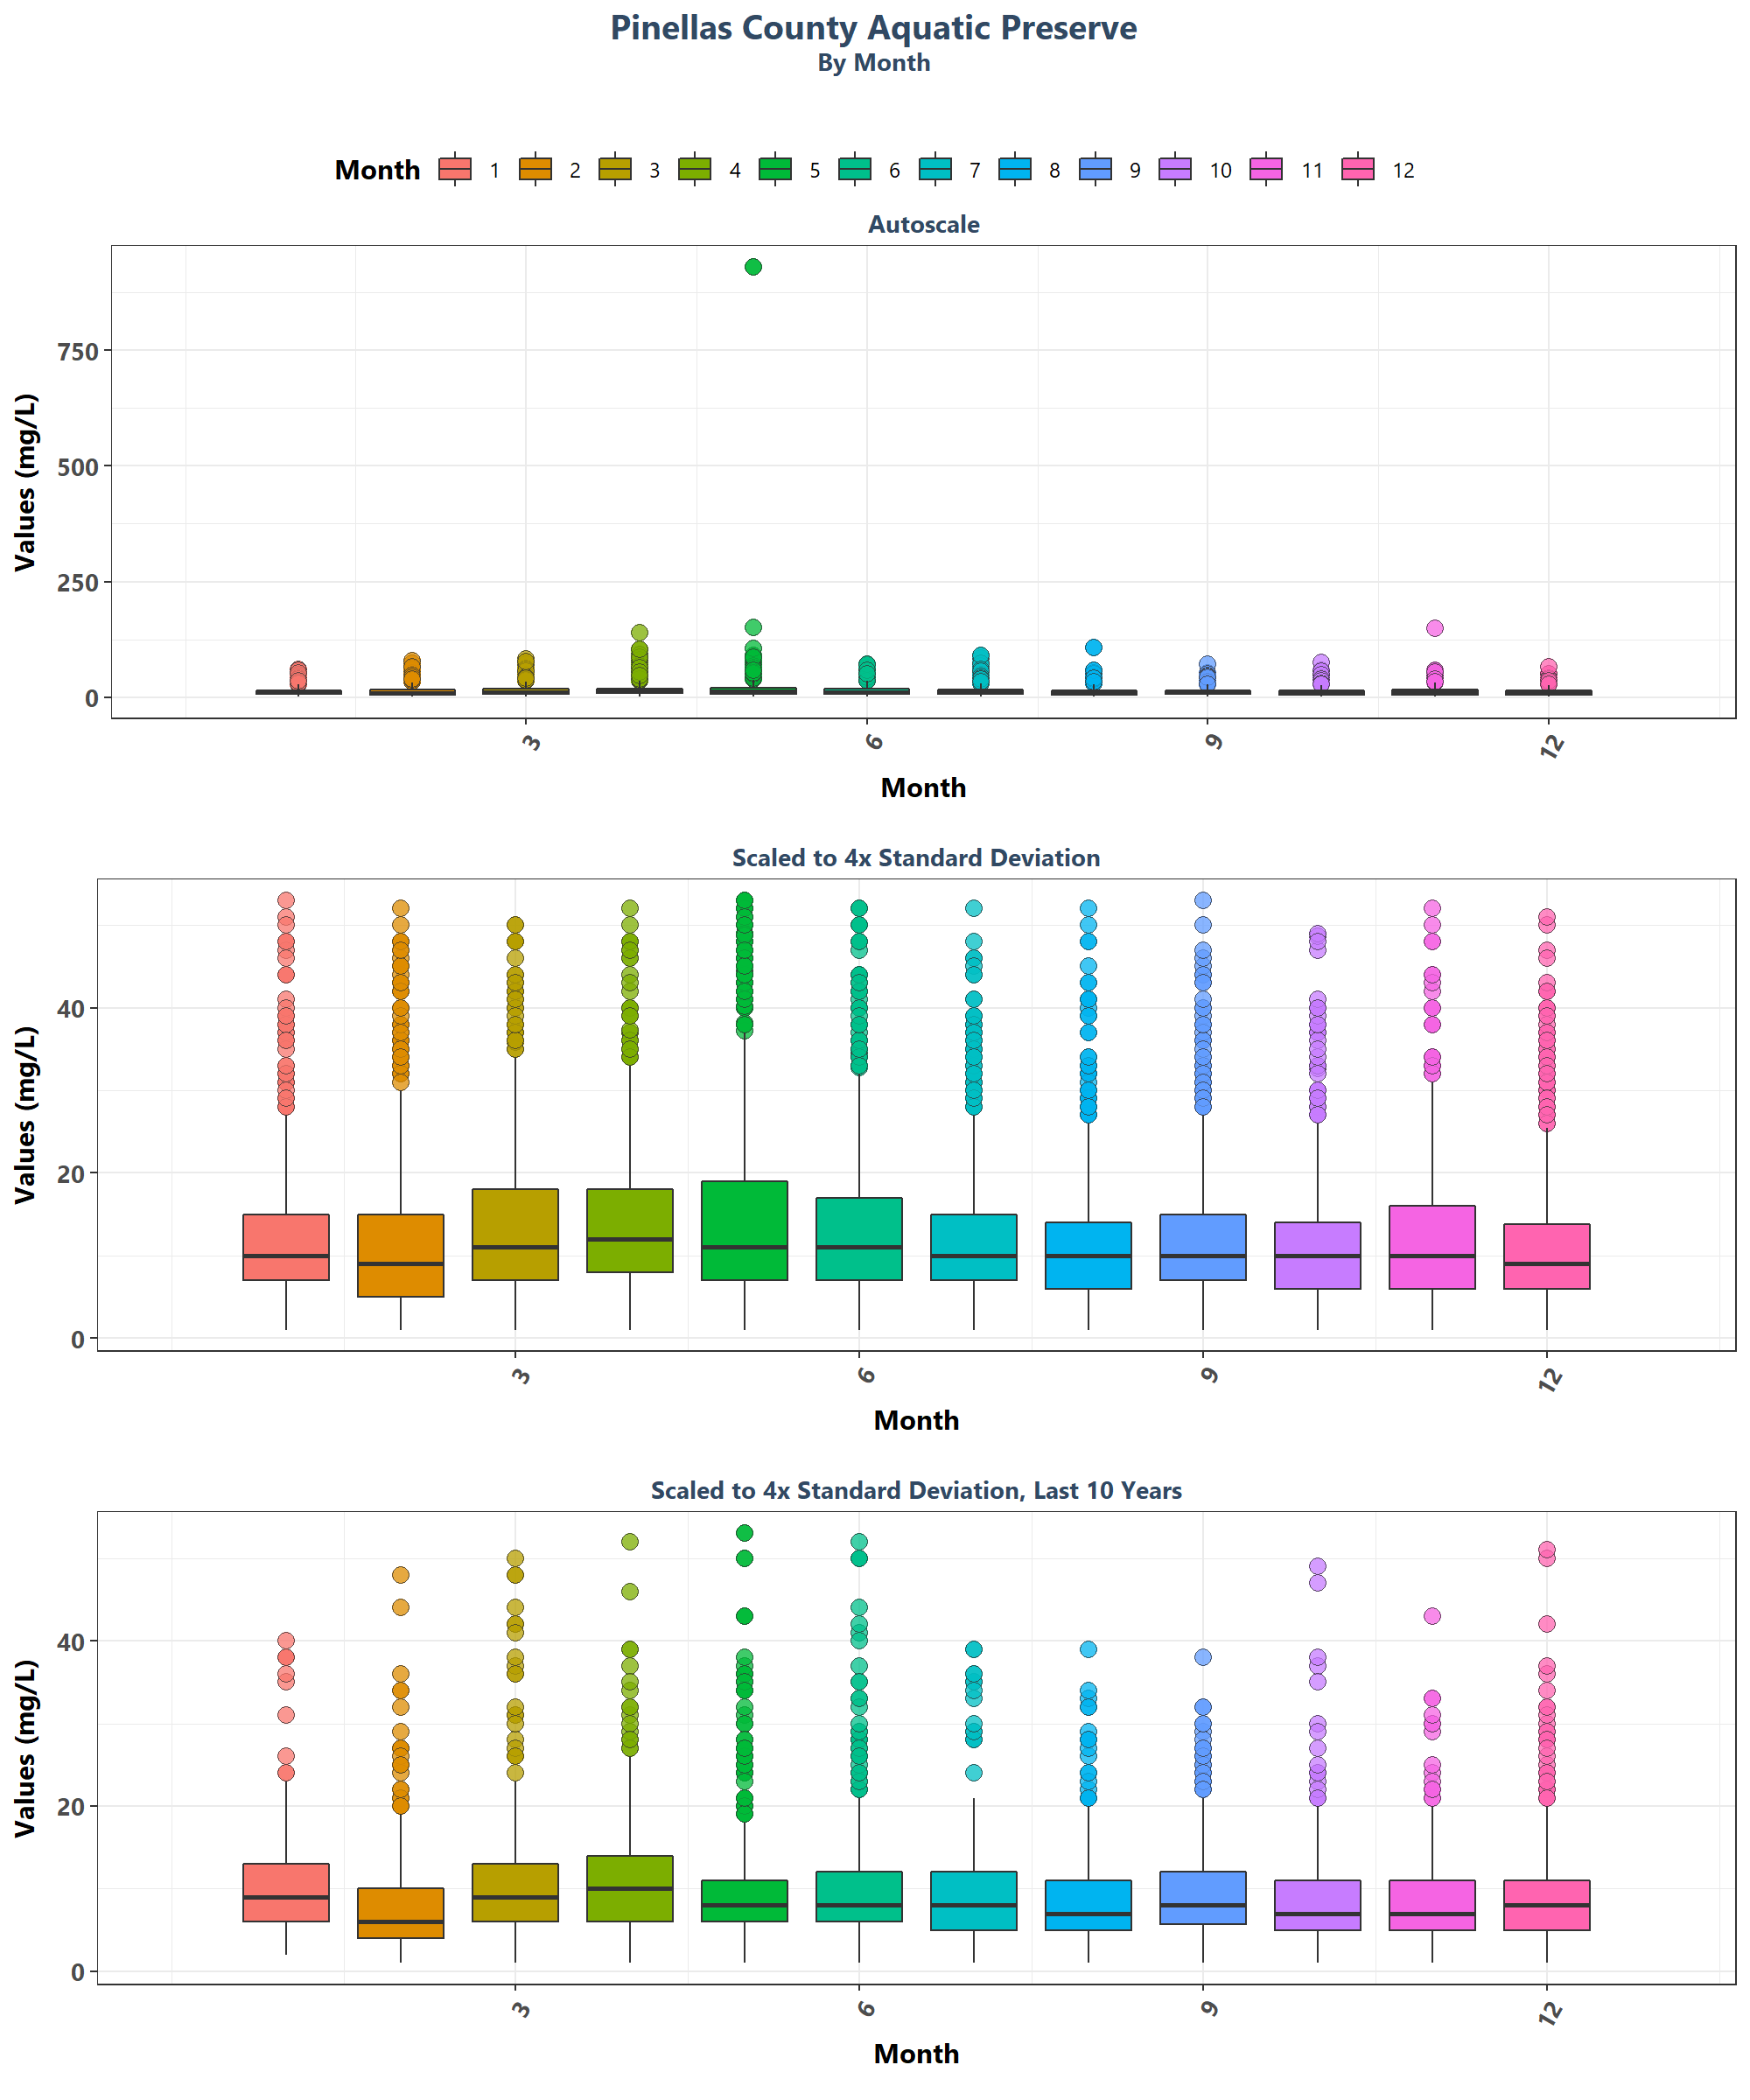 Pinellas County Aquatic Preserve
By Month
Month 1 2 3 4 5 6 7 8 9 10 11 12
Autoscale
Values (mg/L)
750
500
250
0
3 6 9 12
Month
Scaled to 4x Standard Deviation
Values (mg/L)
40
20
0
3 6 9 12
Month
Scaled to 4x Standard Deviation, Last 10 Years
Values (mg/L)
40
20
0
3 6 9 12
Month